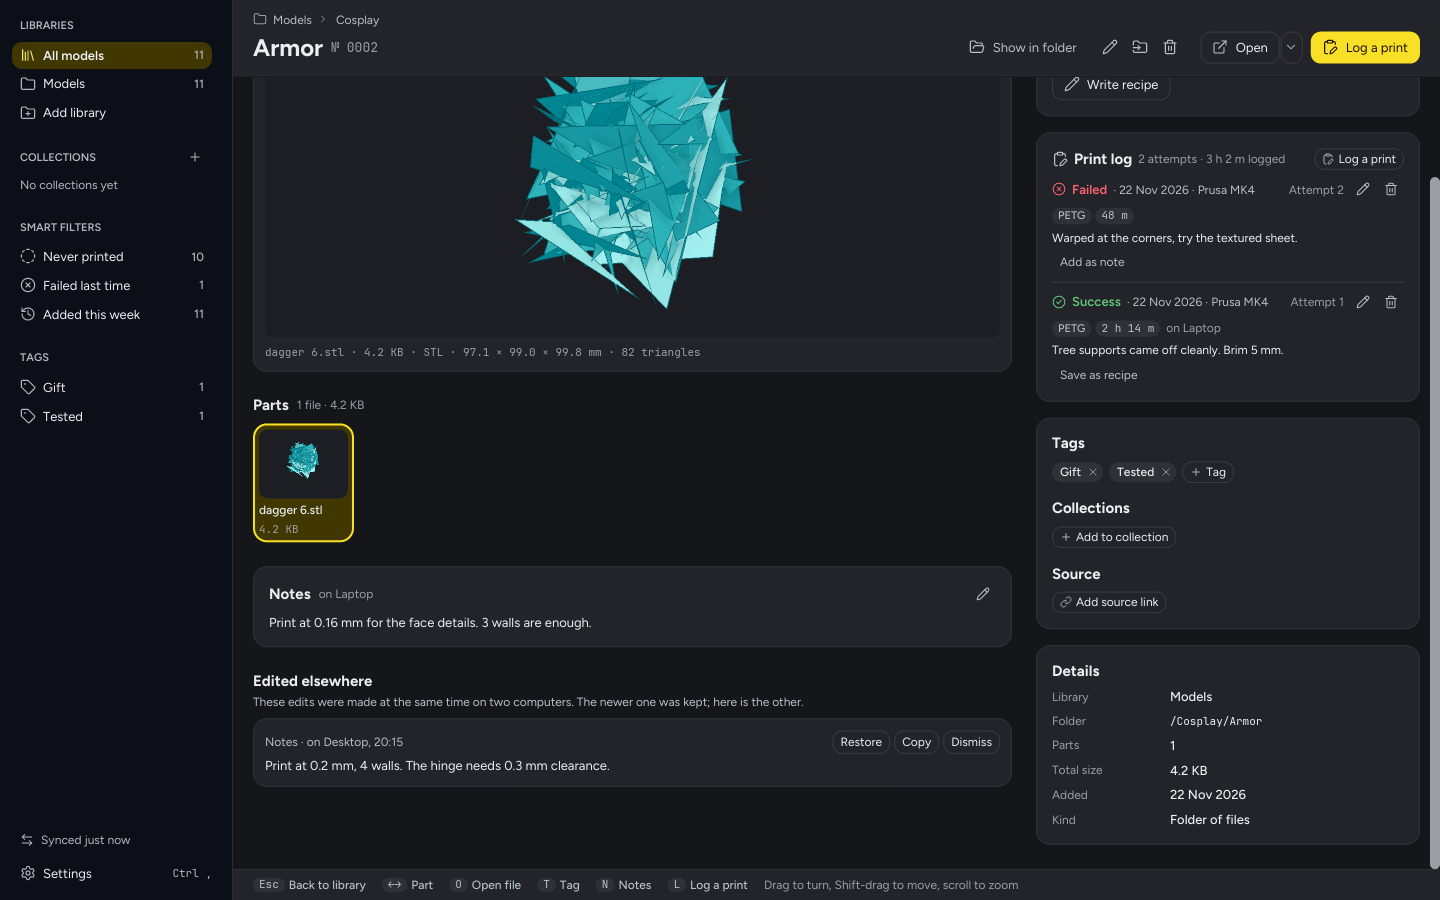 LIBRARIES
All models 11
Models 11
Add library
COLLECTIONS
No collections yet
SMART FILTERS
Never printed 10
Failed last time 1
Added this week 11
TAGS
Gift 1
Tested 1
Synced just now
Settings Ctrl ,
Models > Cosplay
Armor № 0002
Show in folder
Open
Log a print
dagger 6.stl · 4.2 KB · STL · 97.1 × 99.0 × 99.8 mm · 82 triangles
Parts 1 file · 4.2 KB
dagger 6.stl
4.2 KB
Notes on Laptop
Print at 0.16 mm for the face details. 3 walls are enough.
Edited elsewhere
These edits were made at the same time on two computers. The newer one was kept; here is the other.
Notes · on Desktop, 20:15 Restore Copy Dismiss
Print at 0.2 mm, 4 walls. The hinge needs 0.3 mm clearance.
Write recipe
Print log 2 attempts · 3 h 2 m logged Log a print
Failed · 22 Nov 2026 · Prusa MK4 Attempt 2
PETG 48 m
Warped at the corners, try the textured sheet.
Add as note
Success · 22 Nov 2026 · Prusa MK4 Attempt 1
PETG 2 h 14 m on Laptop
Tree supports came off cleanly. Brim 5 mm.
Save as recipe
Tags
Gift × Tested × + Tag
Collections
+ Add to collection
Source
Add source link
Details
Library Models
Folder /Cosplay/Armor
Parts 1
Total size 4.2 KB
Added 22 Nov 2026
Kind Folder of files
Esc Back to library ↔ Part O Open file T Tag N Notes L Log a print Drag to turn, Shift-drag to move, scroll to zoom